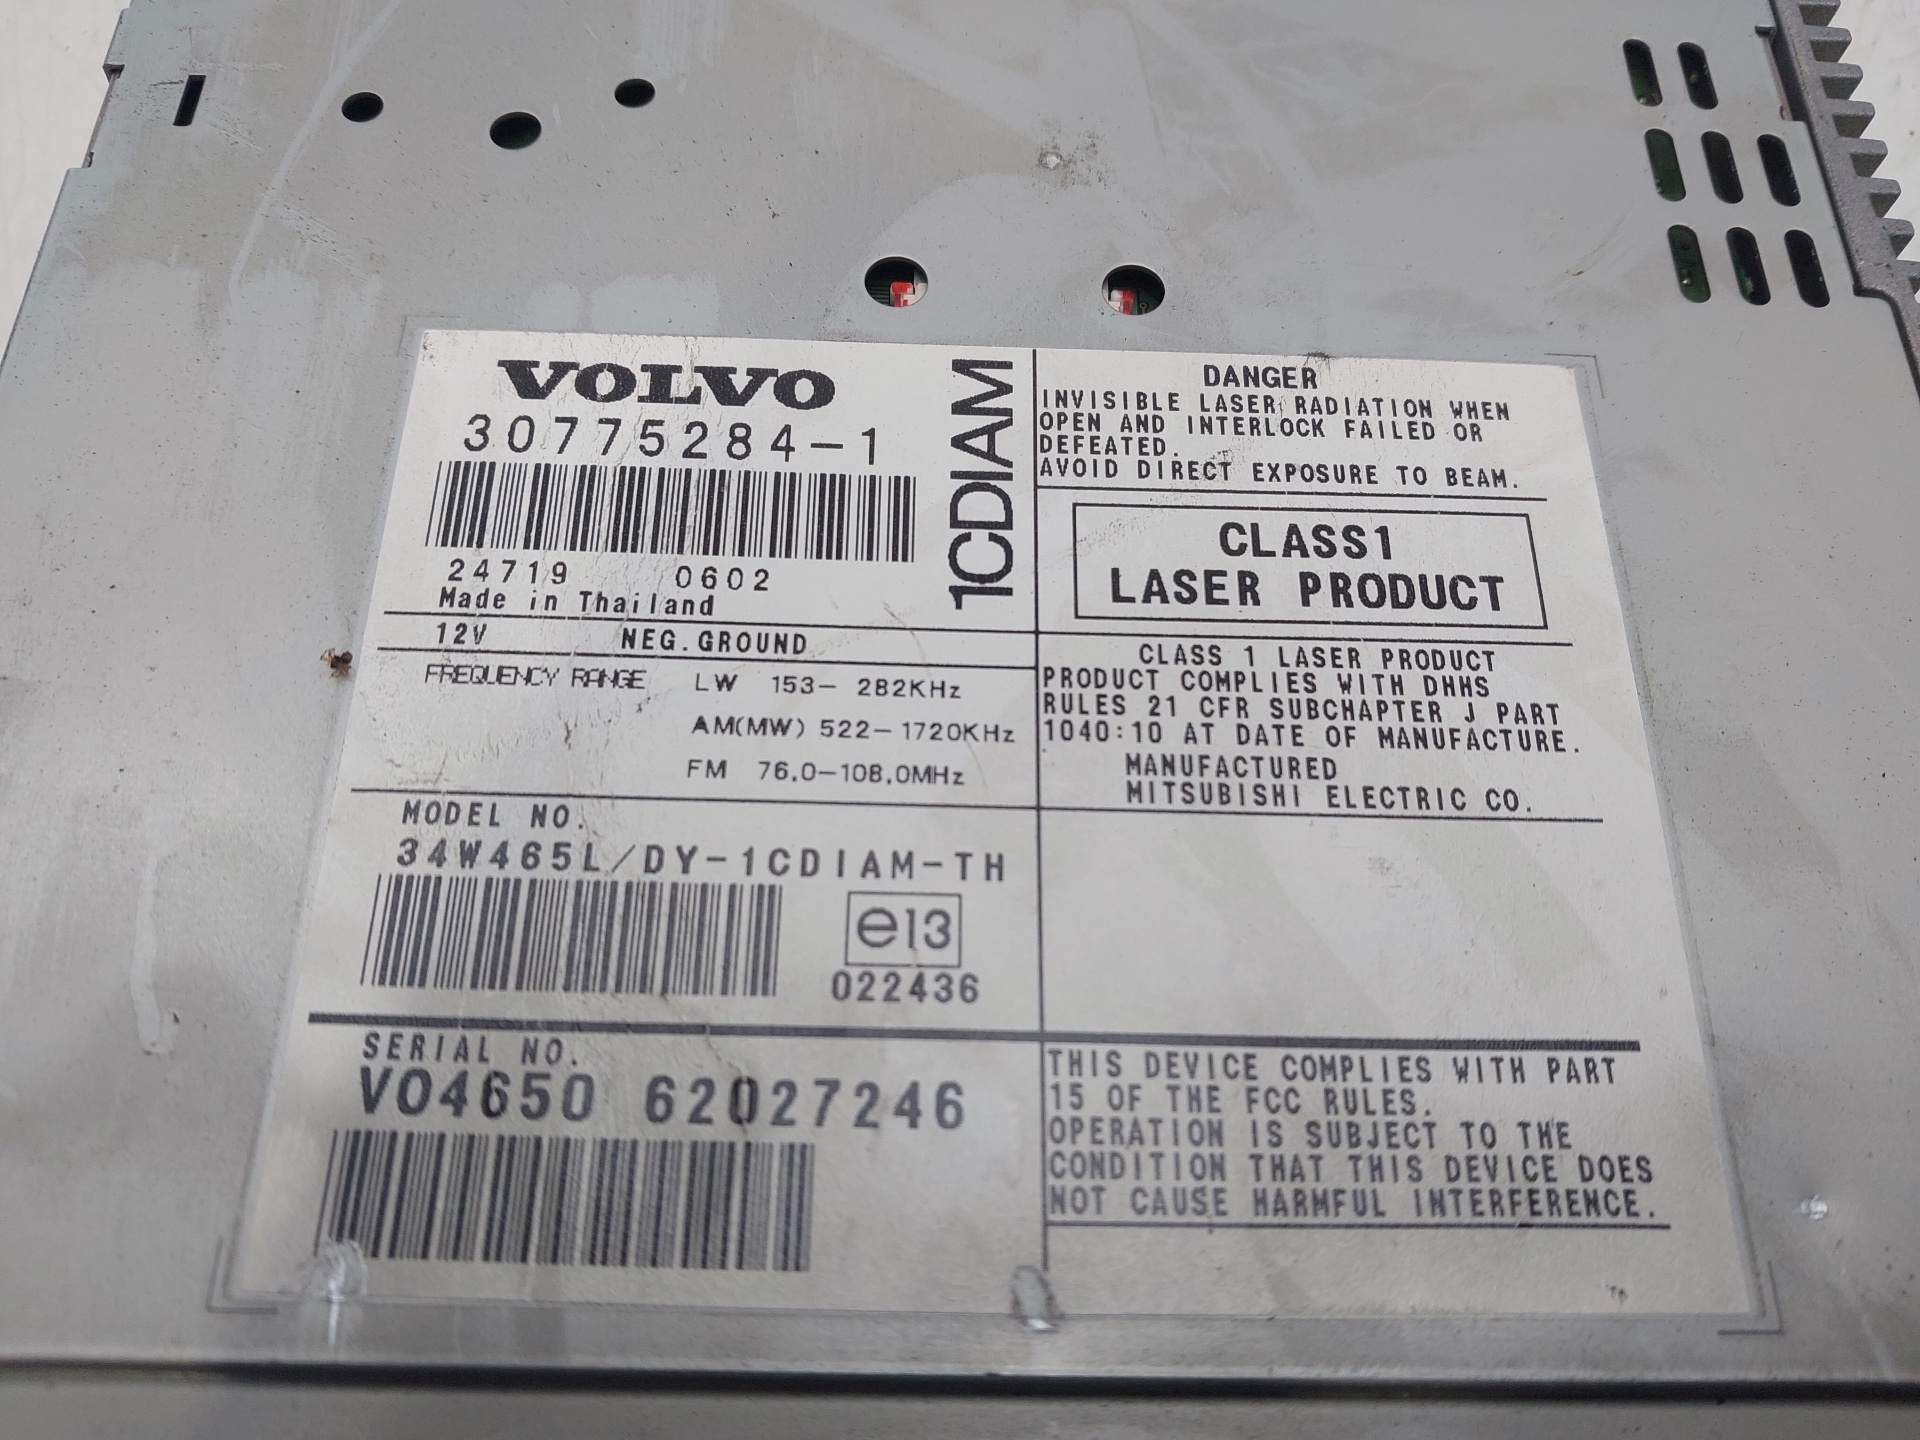 VOLVO
30775284-1
24719 0602
Made in Thailand
1CDIAM
12V NEG.GROUND
FREQUENCY RANGE LW 153- 282KHz
AM(MW) 522-1720KHz
FM 76.0-108.0MHz
MODEL NO.
34W465L/DY-1CDIAM-TH
e13
022436
SERIAL NO.
VO4650 62027246
DANGER
INVISIBLE LASER RADIATION WHEN
OPEN AND INTERLOCK FAILED OR
DEFEATED.
AVOID DIRECT EXPOSURE TO BEAM.
CLASS1
LASER PRODUCT
CLASS 1 LASER PRODUCT
PRODUCT COMPLIES WITH DHHS
RULES 21 CFR SUBCHAPTER J PART
1040:10 AT DATE OF MANUFACTURE.
MANUFACTURED
MITSUBISHI ELECTRIC CO.
THIS DEVICE COMPLIES WITH PART
15 OF THE FCC RULES.
OPERATION IS SUBJECT TO THE
CONDITION THAT THIS DEVICE DOES
NOT CAUSE HARMFUL INTERFERENCE.